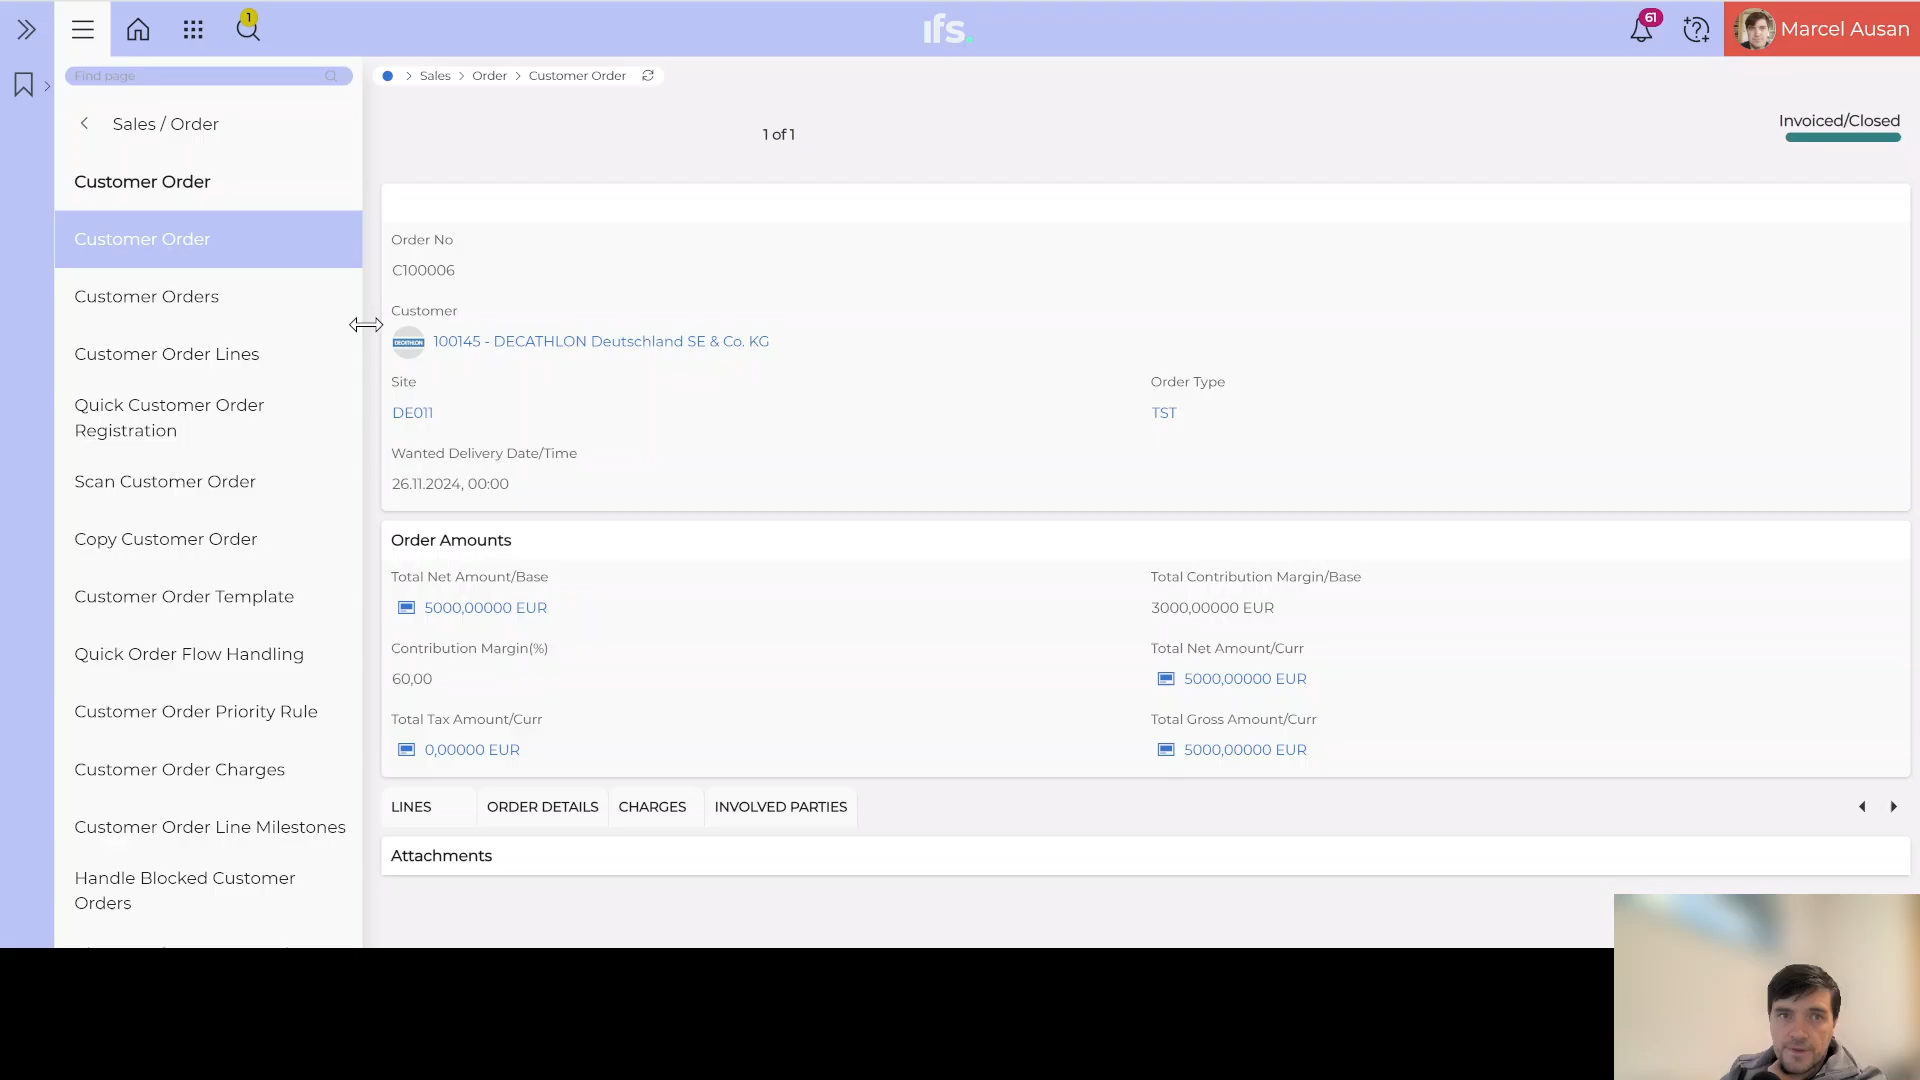 1
ifs.
61
Marcel Ausan
Find page
Sales
Order
Customer Order
Sales / Order
1 of 1
Invoiced/Closed
Customer Order
Customer Order
Customer Orders
Customer Order Lines
Quick Customer Order
Registration
Scan Customer Order
Copy Customer Order
Customer Order Template
Quick Order Flow Handling
Customer Order Priority Rule
Customer Order Charges
Customer Order Line Milestones
Handle Blocked Customer
Orders
Order No
C100006
Customer
DECATHLON
100145 - DECATHLON Deutschland SE & Co. KG
Site
Order Type
DE011
TST
Wanted Delivery Date/Time
26.11.2024, 00:00
Order Amounts
Total Net Amount/Base
Total Contribution Margin/Base
5000,00000 EUR
3000,00000 EUR
Contribution Margin(%)
Total Net Amount/Curr
60,00
5000,00000 EUR
Total Tax Amount/Curr
Total Gross Amount/Curr
0,00000 EUR
5000,00000 EUR
LINES
ORDER DETAILS
CHARGES
INVOLVED PARTIES
Attachments